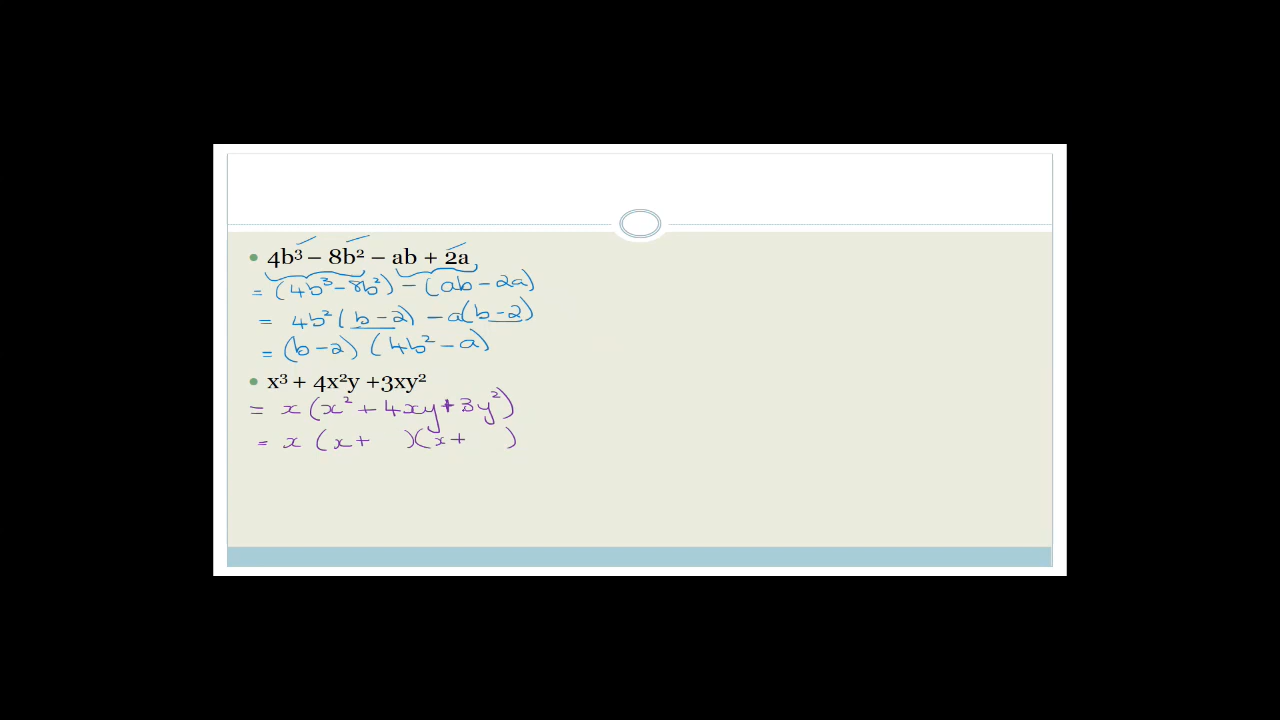 4b³ – 8b² – ab + 2a
= (4b³ – 8b²) – (ab – 2a)
= 4b² (b – 2) – a(b – 2)
= (b – 2) (4b² – a)
x³ + 4x²y +3xy²
= x (x² + 4xy + 3y²)
= x (x + )(x + )